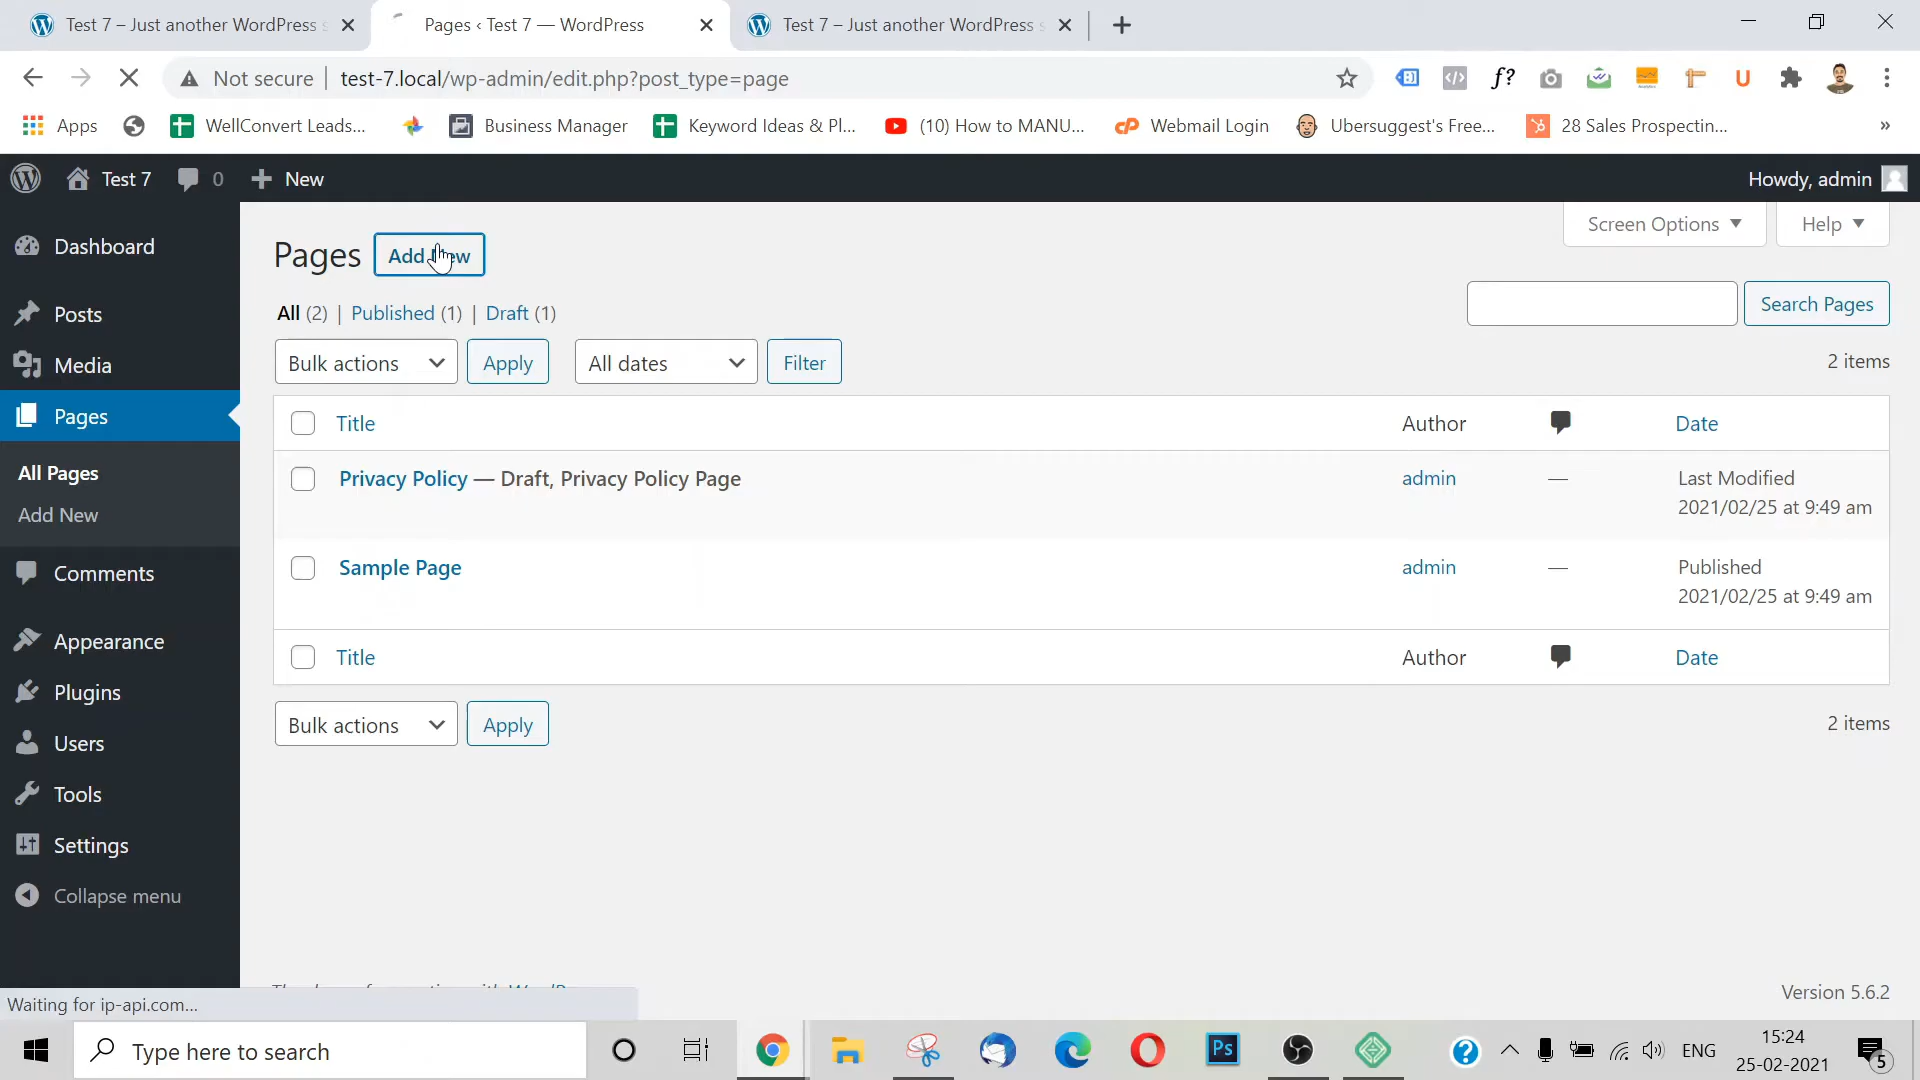 Test 7 – Just another WordPress s
Pages ‹ Test 7 — WordPress
Test 7 – Just another WordPress s
Not secure
test-7.local/wp-admin/edit.php?post_type=page
f?
U
Apps
WellConvert Leads...
Business Manager
Keyword Ideas & Pl...
(10) How to MANU...
cP Webmail Login
Ubersuggest's Free...
28 Sales Prospectin...
»
Test 7
0
New
Howdy, admin
Dashboard
Posts
Media
Pages
All Pages
Add New
Comments
Appearance
Plugins
Users
Tools
Settings
Collapse menu
Screen Options
Help
Pages
Add New
All (2) | Published (1) | Draft (1)
Search Pages
Bulk actions
Apply
All dates
Filter
2 items
Title
Author
Date
Privacy Policy — Draft, Privacy Policy Page
admin
—
Last Modified
2021/02/25 at 9:49 am
Sample Page
admin
—
Published
2021/02/25 at 9:49 am
Title
Author
Date
Bulk actions
Apply
2 items
Version 5.6.2
Waiting for ip-api.com...
Type here to search
Ps
ENG
15:24
25-02-2021
5